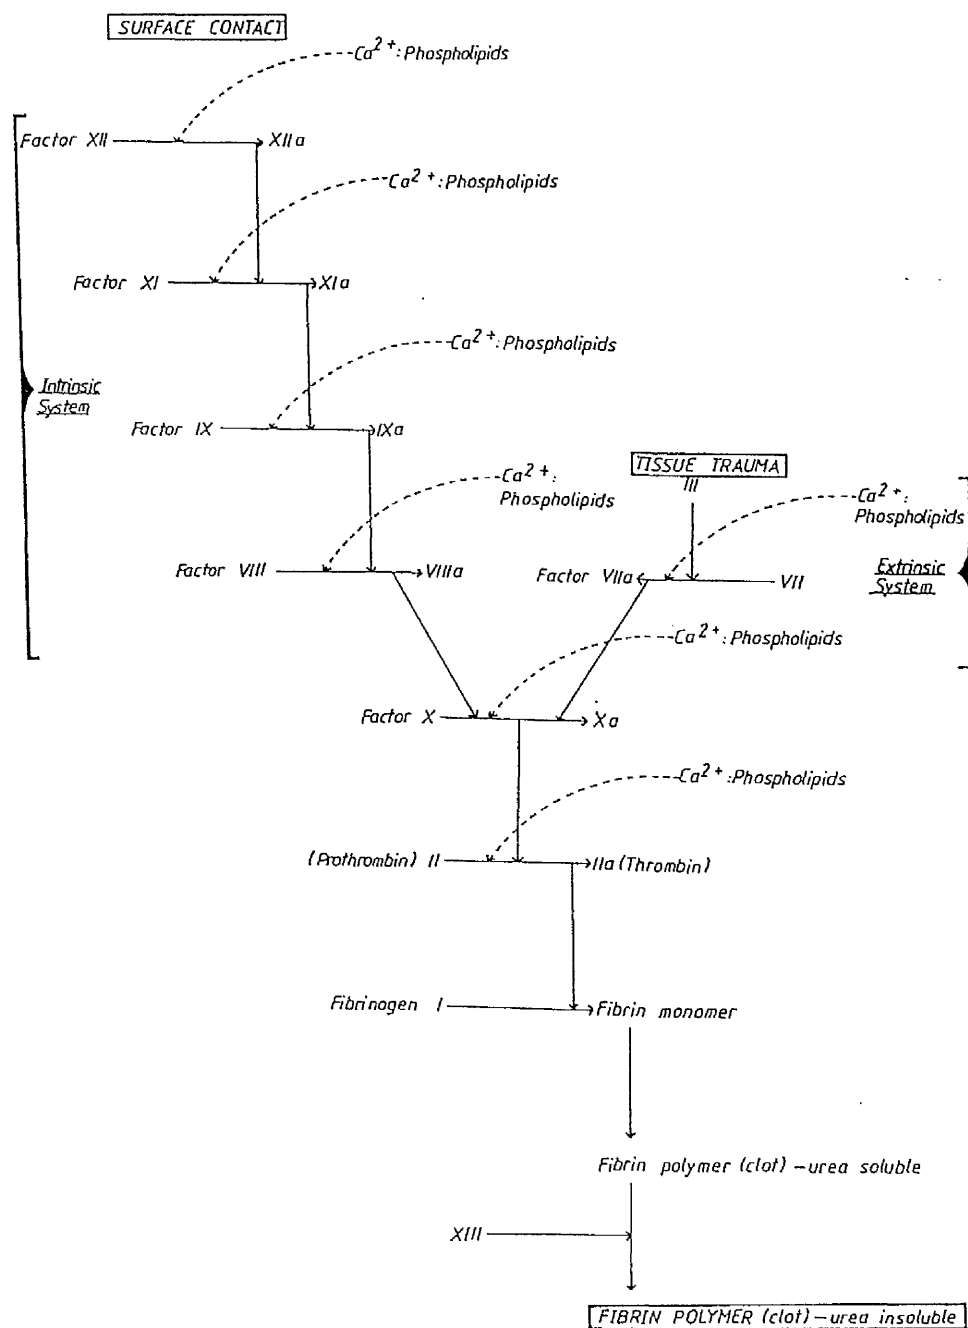 SURFACE CONTACT
Ca2+:Phospholipids
Factor XII
XIIa
Ca2+:Phospholipids
Factor XI
XIa
Ca2+:Phospholipids
Intrinsic
System
Factor IX
IXa
TISSUE TRAUMA
III
Ca2+:
Phospholipids
Ca2+:
Phospholipids
Factor VIII
VIIIa
Factor VIIa
VII
Extrinsic
System
Ca2+:Phospholipids
Factor X
Xa
Ca2+:Phospholipids
(Prothrombin) II
IIa (Thrombin)
Fibrinogen I
Fibrin monomer
Fibrin polymer (clot) – urea soluble
XIII
FIBRIN POLYMER (clot) – urea insoluble